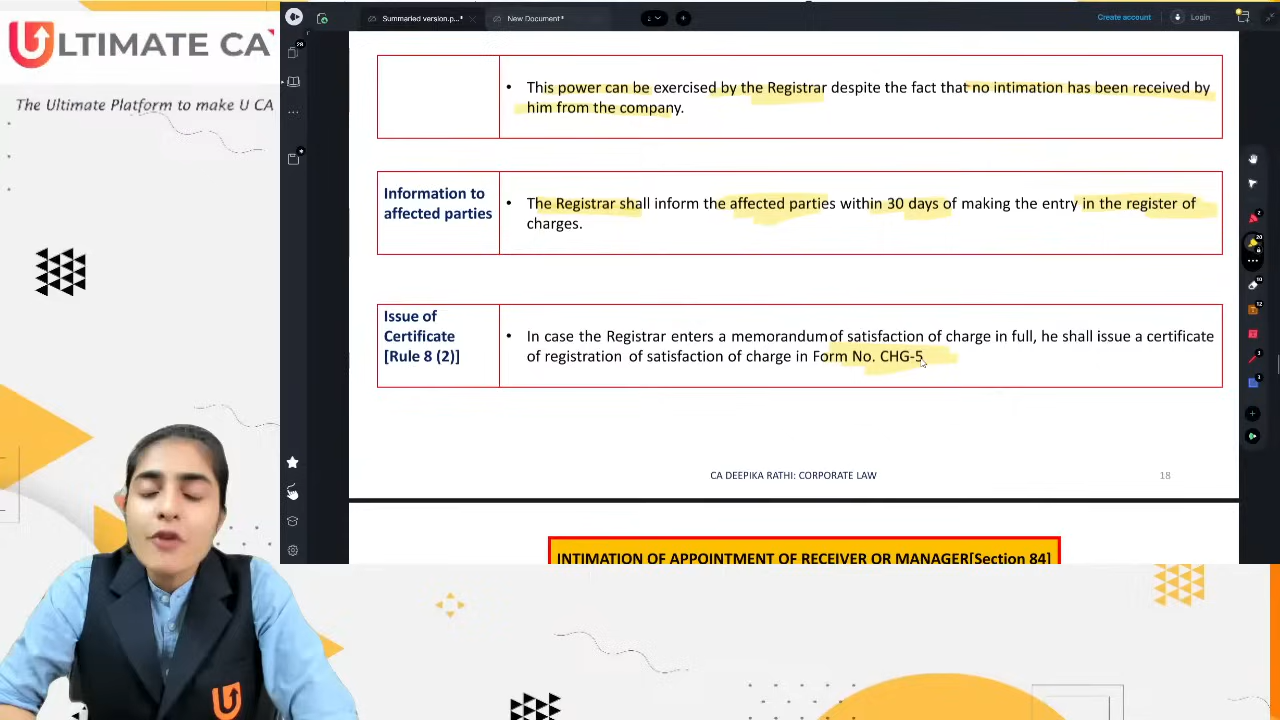 ULTIMATE CA
The Ultimate Platform to make U CA
Summaried version.p...*
New Document*
Create account
Login
• This power can be exercised by the Registrar despite the fact that no intimation has been received by
him from the company.
Information to
affected parties
• The Registrar shall inform the affected parties within 30 days of making the entry in the register of
charges.
Issue of
Certificate
[Rule 8 (2)]
• In case the Registrar enters a memorandum of satisfaction of charge in full, he shall issue a certificate
of registration of satisfaction of charge in Form No. CHG-5
CA DEEPIKA RATHI: CORPORATE LAW
18
INTIMATION OF APPOINTMENT OF RECEIVER OR MANAGER[Section 84]